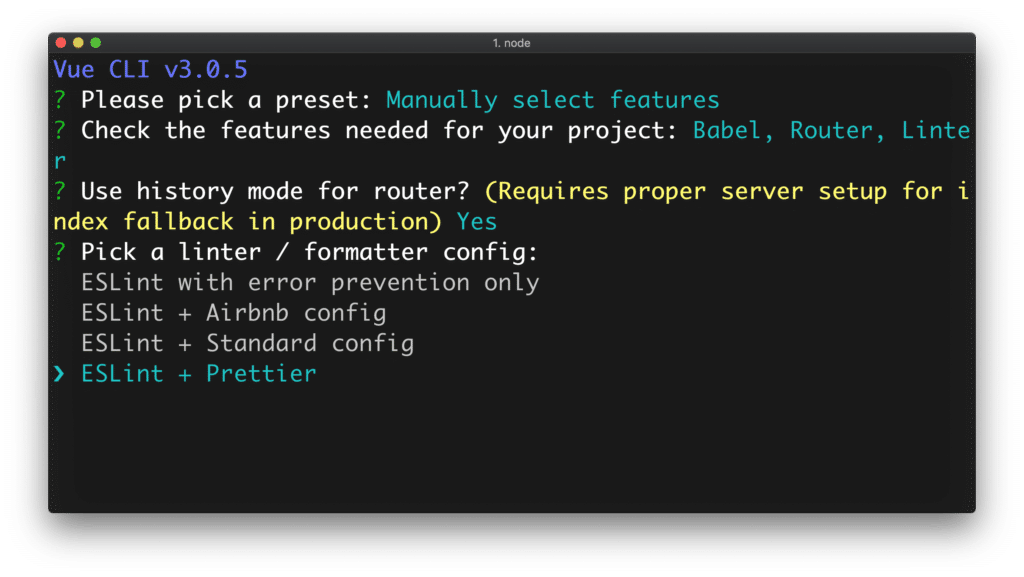 1. node
Vue CLI v3.0.5
? Please pick a preset: Manually select features
? Check the features needed for your project: Babel, Router, Linte
r
? Use history mode for router? (Requires proper server setup for i
ndex fallback in production) Yes
? Pick a linter / formatter config:
ESLint with error prevention only
ESLint + Airbnb config
ESLint + Standard config
❯ ESLint + Prettier